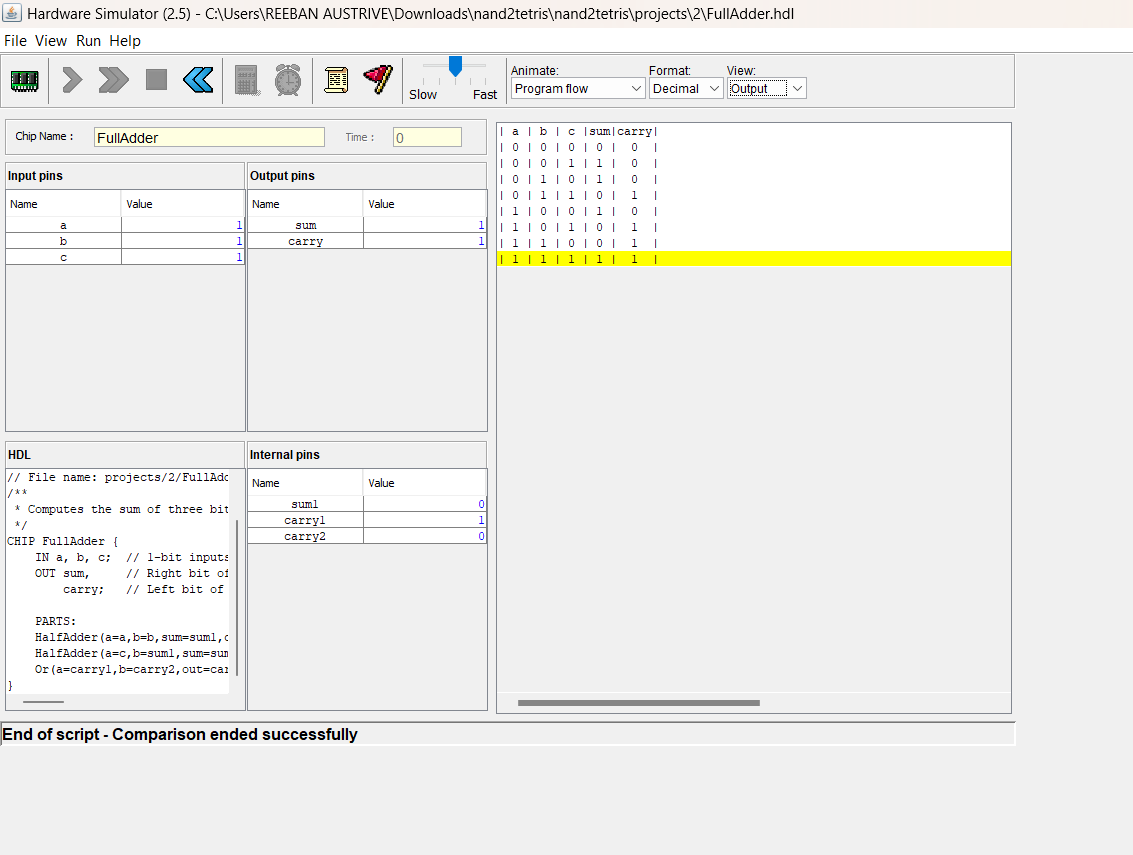 Hardware Simulator (2.5) - C:\Users\REEBAN AUSTRIVE\Downloads\nand2tetris\nand2tetris\projects\2\FullAdder.hdl
File View Run Help
Slow Fast
Animate: Format: View:
Program flow Decimal Output
Chip Name : FullAdder Time : 0
Input pins
Name Value
a 1
b 1
c 1
Output pins
Name Value
sum 1
carry 1
HDL
// File name: projects/2/FullAdd
/**
 * Computes the sum of three bit
 */
CHIP FullAdder {
    IN a, b, c;  // 1-bit inputs
    OUT sum,     // Right bit of
        carry;   // Left bit of

    PARTS:
    HalfAdder(a=a,b=b,sum=sum1,c
    HalfAdder(a=c,b=sum1,sum=sum
    Or(a=carry1,b=carry2,out=car
}
Internal pins
Name Value
sum1 0
carry1 1
carry2 0
| a | b | c |sum|carry|
| 0 | 0 | 0 | 0 |  0  |
| 0 | 0 | 1 | 1 |  0  |
| 0 | 1 | 0 | 1 |  0  |
| 0 | 1 | 1 | 0 |  1  |
| 1 | 0 | 0 | 1 |  0  |
| 1 | 0 | 1 | 0 |  1  |
| 1 | 1 | 0 | 0 |  1  |
| 1 | 1 | 1 | 1 |  1  |
End of script - Comparison ended successfully